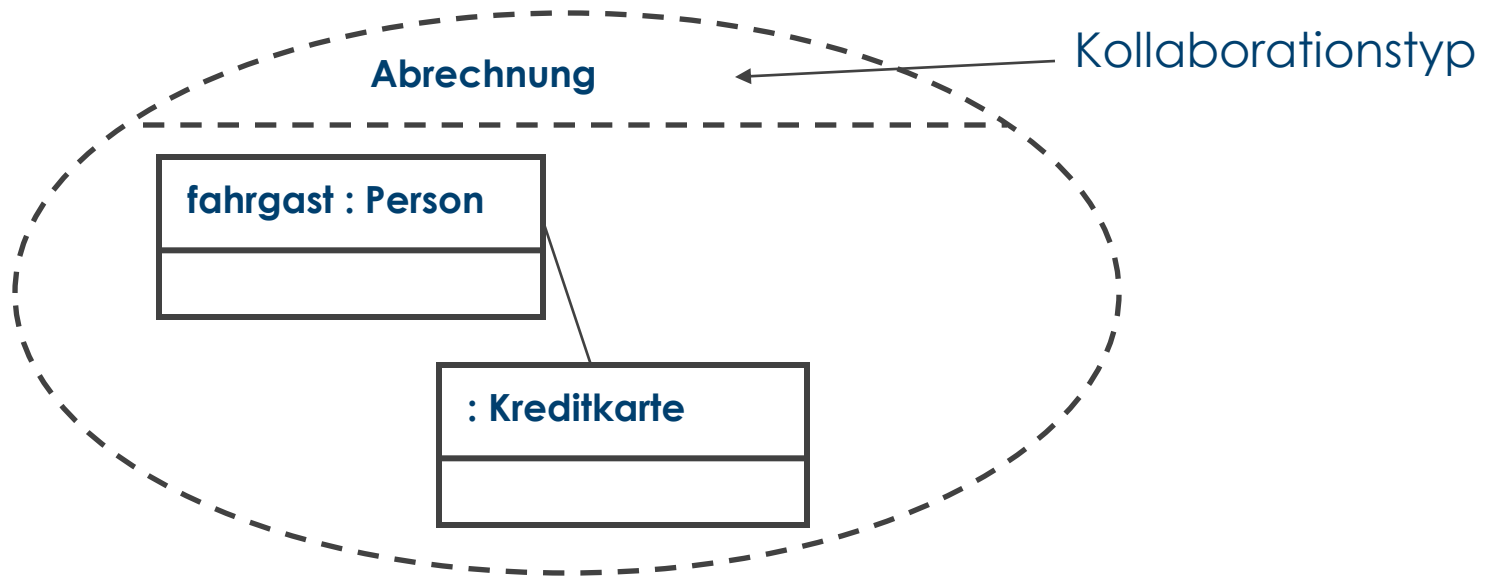 Kollaborationstyp
Abrechnung
fahrgast : Person
: Kreditkarte